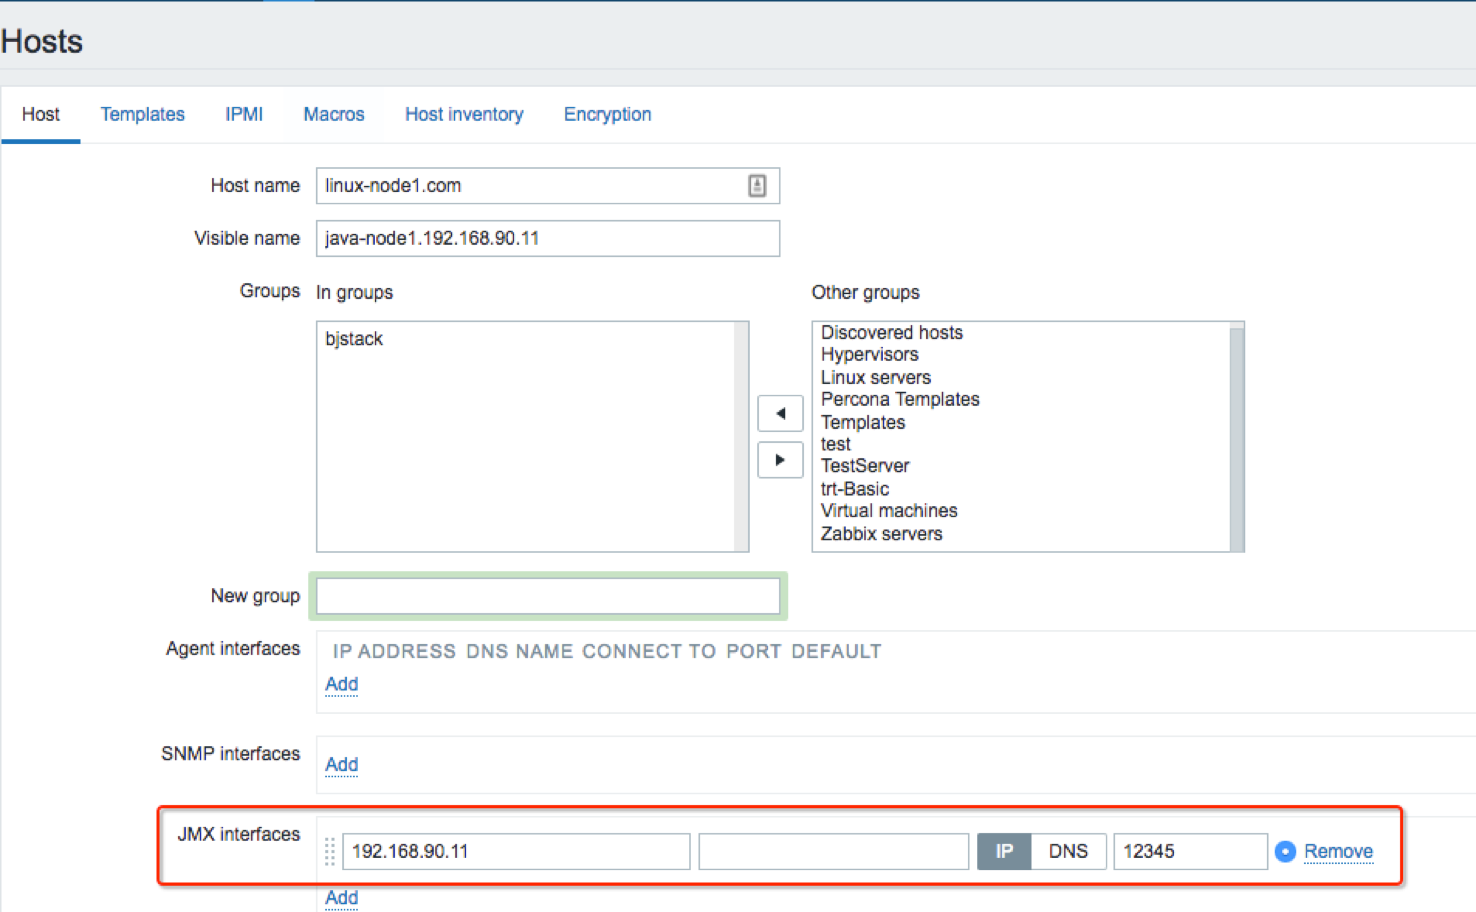 Hosts
Host Templates IPMI Macros Host inventory Encryption
Host name linux-node1.com
Visible name java-node1.192.168.90.11
Groups In groups Other groups
bjstack
Discovered hosts
Hypervisors
Linux servers
Percona Templates
Templates
test
TestServer
trt-Basic
Virtual machines
Zabbix servers
New group
Agent interfaces IP ADDRESS DNS NAME CONNECT TO PORT DEFAULT
Add
SNMP interfaces Add
JMX interfaces 192.168.90.11 IP DNS 12345 Remove
Add